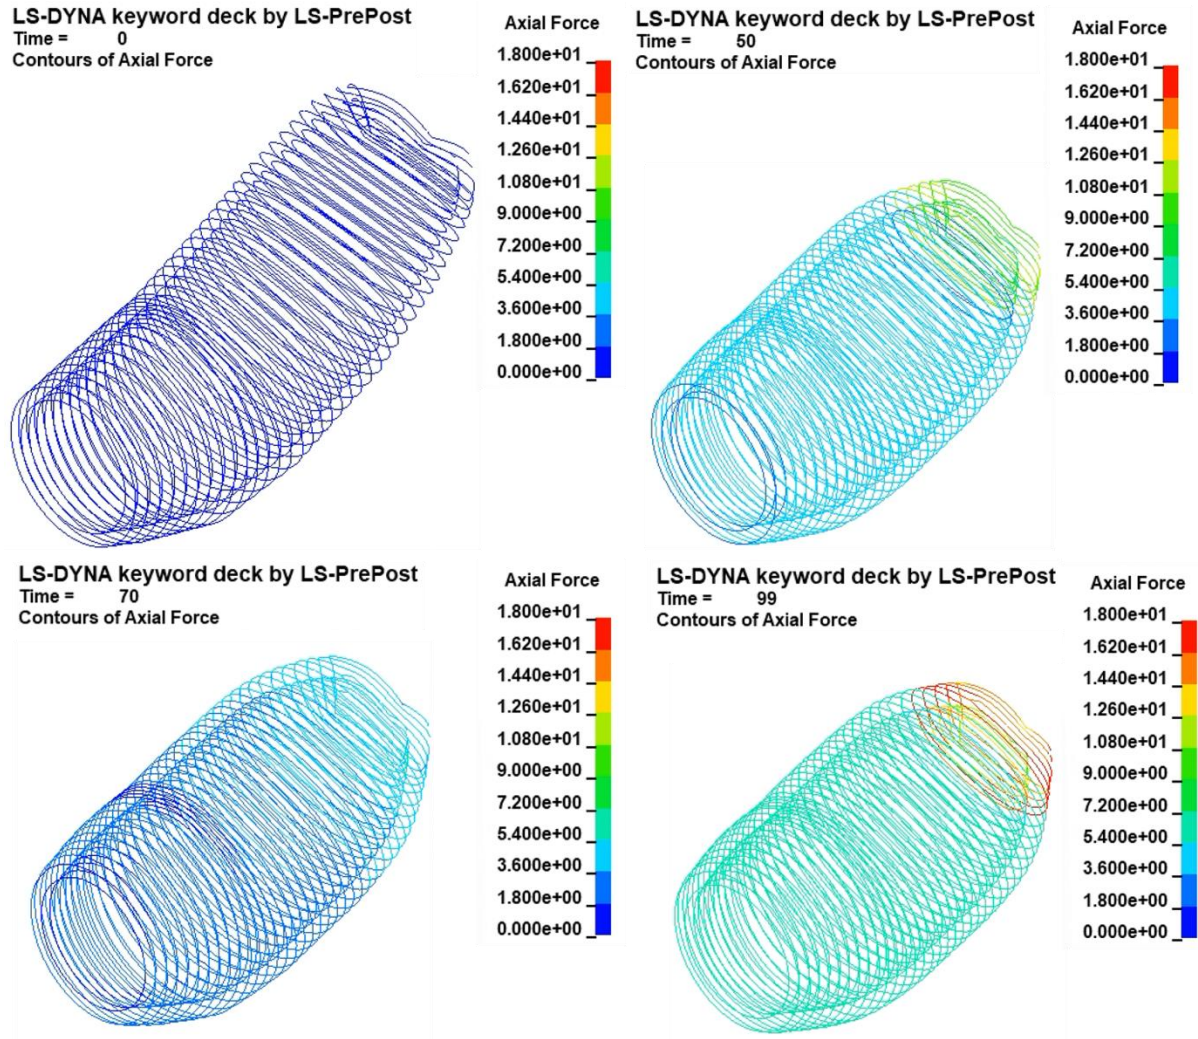 LS-DYNA keyword deck by LS-PrePost
Time = 0
Contours of Axial Force
Axial Force
1.800e+01
1.620e+01
1.440e+01
1.260e+01
1.080e+01
9.000e+00
7.200e+00
5.400e+00
3.600e+00
1.800e+00
0.000e+00
LS-DYNA keyword deck by LS-PrePost
Time = 50
Contours of Axial Force
Axial Force
1.800e+01
1.620e+01
1.440e+01
1.260e+01
1.080e+01
9.000e+00
7.200e+00
5.400e+00
3.600e+00
1.800e+00
0.000e+00
LS-DYNA keyword deck by LS-PrePost
Time = 70
Contours of Axial Force
Axial Force
1.800e+01
1.620e+01
1.440e+01
1.260e+01
1.080e+01
9.000e+00
7.200e+00
5.400e+00
3.600e+00
1.800e+00
0.000e+00
LS-DYNA keyword deck by LS-PrePost
Time = 99
Contours of Axial Force
Axial Force
1.800e+01
1.620e+01
1.440e+01
1.260e+01
1.080e+01
9.000e+00
7.200e+00
5.400e+00
3.600e+00
1.800e+00
0.000e+00